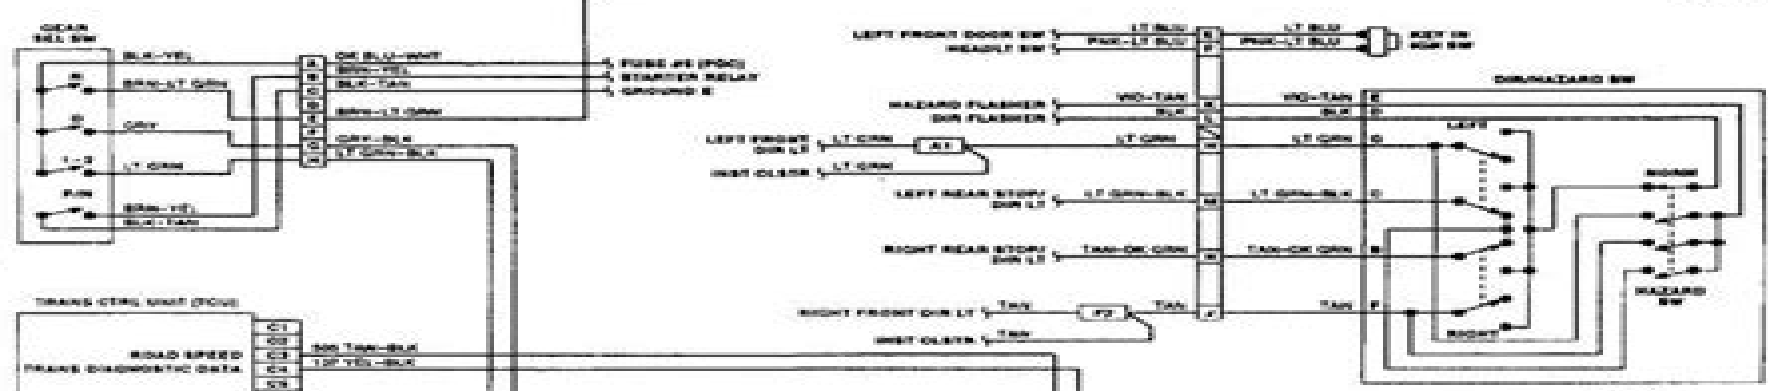 GEAR
SEL SW
BLK-YEL
R
BRN-LT GRN
D
GRY
1-2
LT GRN
P/N
BRN-YEL
BLK-TAN
A
DK BLU-WHT
FUSE #5 (PDC)
B
BRN-YEL
STARTER RELAY
C
BLK-TAN
GROUND E
D
BRN-LT GRN
GRY-BLK
LT GRN-BLK
TRANS CTRL UNIT (TCU)
C1
C2
ROAD SPEED C3 500 TAN-BLK
TRANS DIAGNOSTIC DATA C4 137 YEL-BLK
C5
LEFT FRONT DOOR SW LT BLU LT BLU
HEADLT SW PNK-LT BLU PNK-LT BLU
KEY IN
IGN SW
DIR/HAZARD SW
HAZARD FLASHER VIO-TAN VIO-TAN E
DIR FLASHER BLK BLK D
LEFT FRONT
DIR LT LT GRN A1 LT GRN LT GRN G
INST CLSTR LT GRN
LEFT
LEFT REAR STOP/
DIR LT LT GRN-BLK LT GRN-BLK C
NORM
RIGHT REAR STOP/
DIR LT TAN-DK GRN TAN-DK GRN B
HAZARD
SW
RIGHT FRONT DIR LT TAN F2 TAN TAN F
INST CLSTR TAN
RIGHT